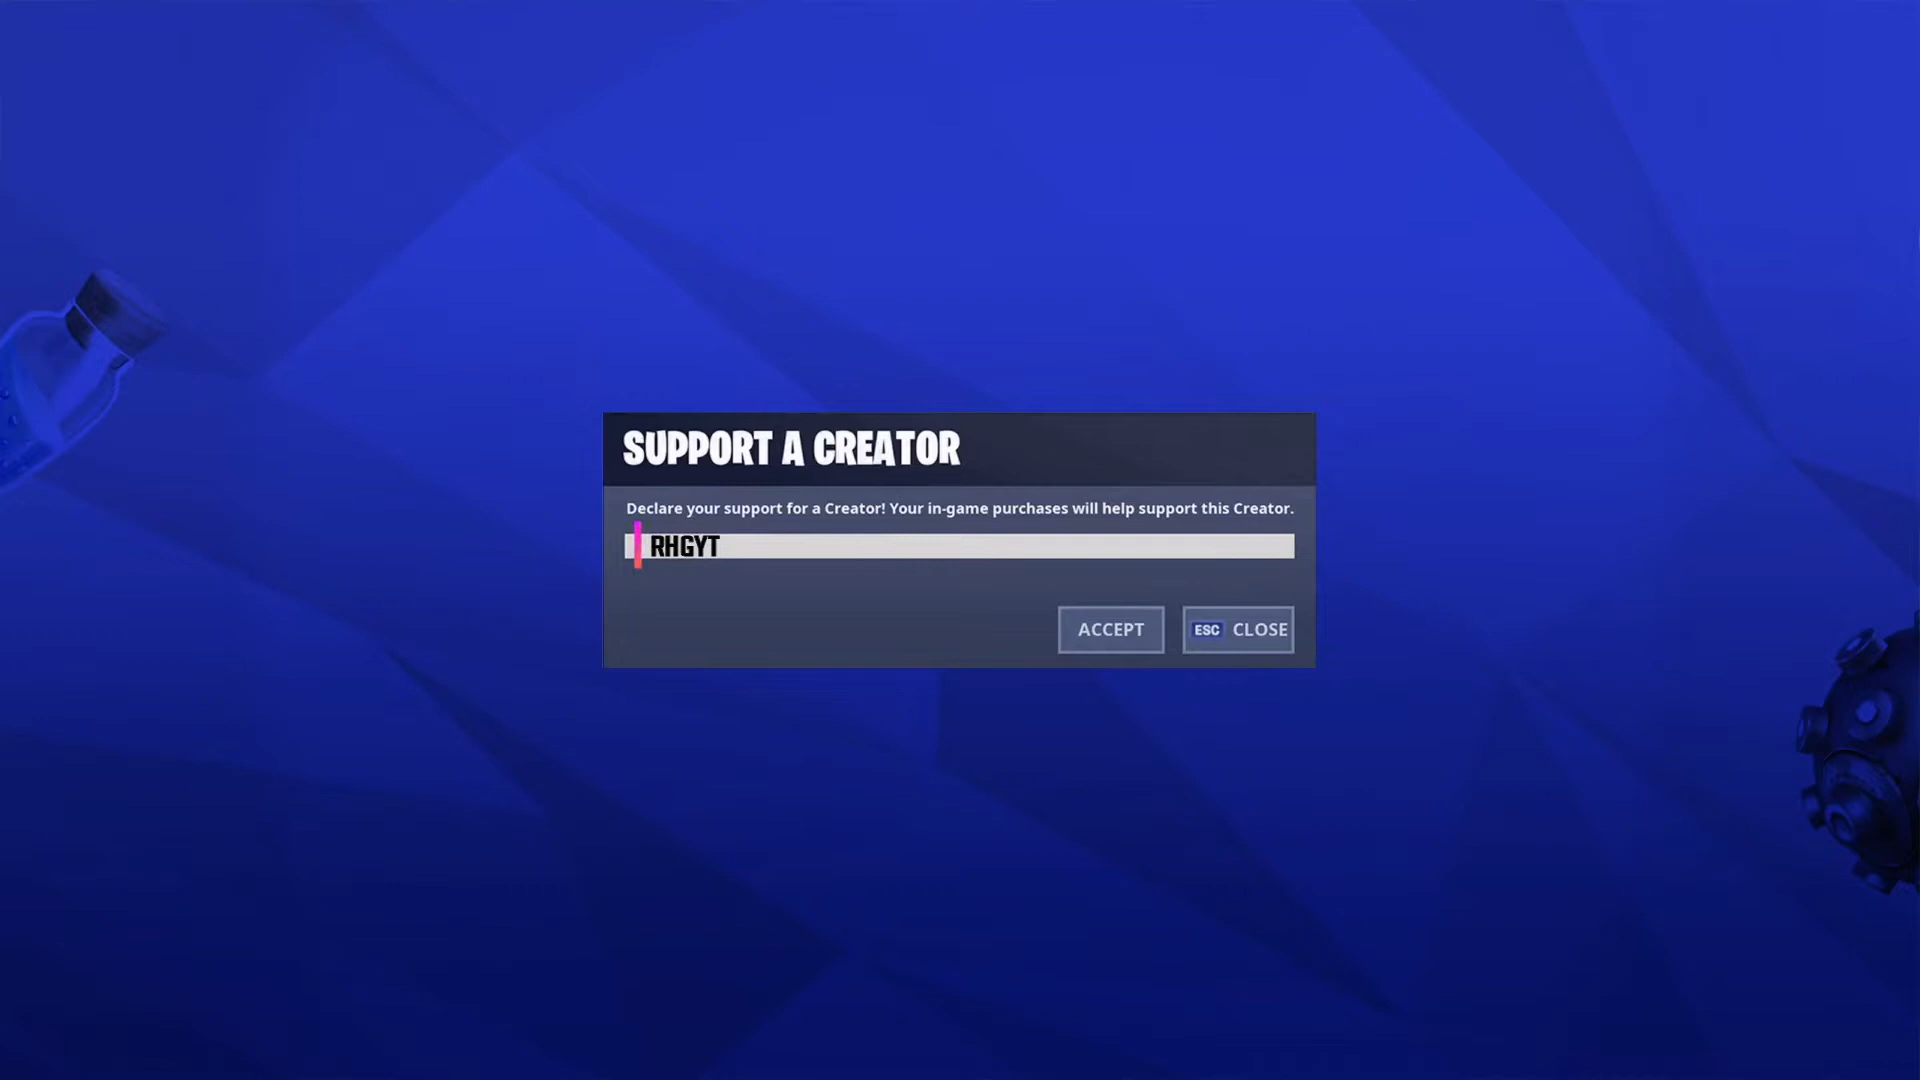 SUPPORT A CREATOR
Declare your support for a Creator! Your in-game purchases will help support this Creator.
RHGYT
ACCEPT
ESC CLOSE